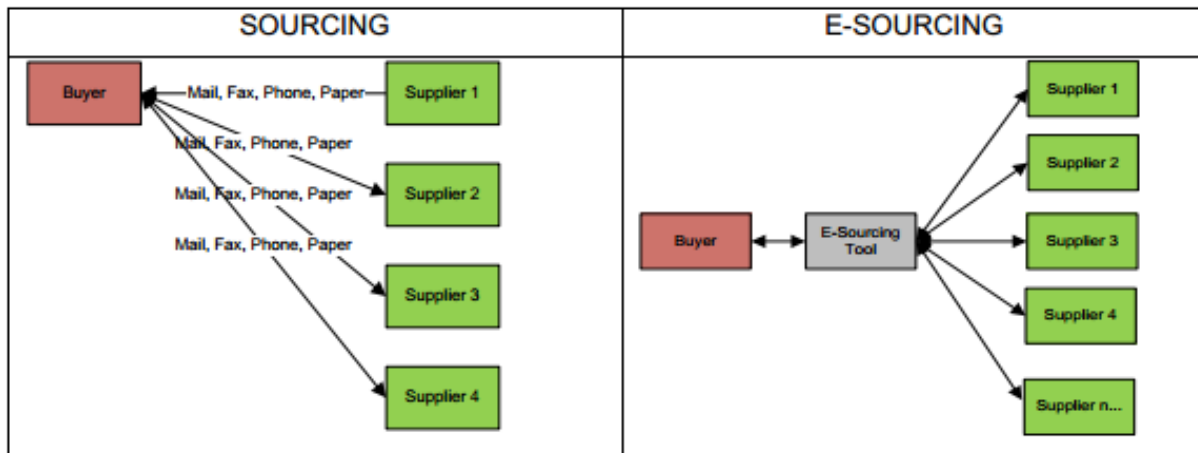 SOURCING
Buyer
Mail, Fax, Phone, Paper
Supplier 1
Mail, Fax, Phone, Paper
Supplier 2
Mail, Fax, Phone, Paper
Mail, Fax, Phone, Paper
Supplier 3
Supplier 4
E-SOURCING
Supplier 1
Supplier 2
Buyer
E-Sourcing
Tool
Supplier 3
Supplier 4
Supplier n...